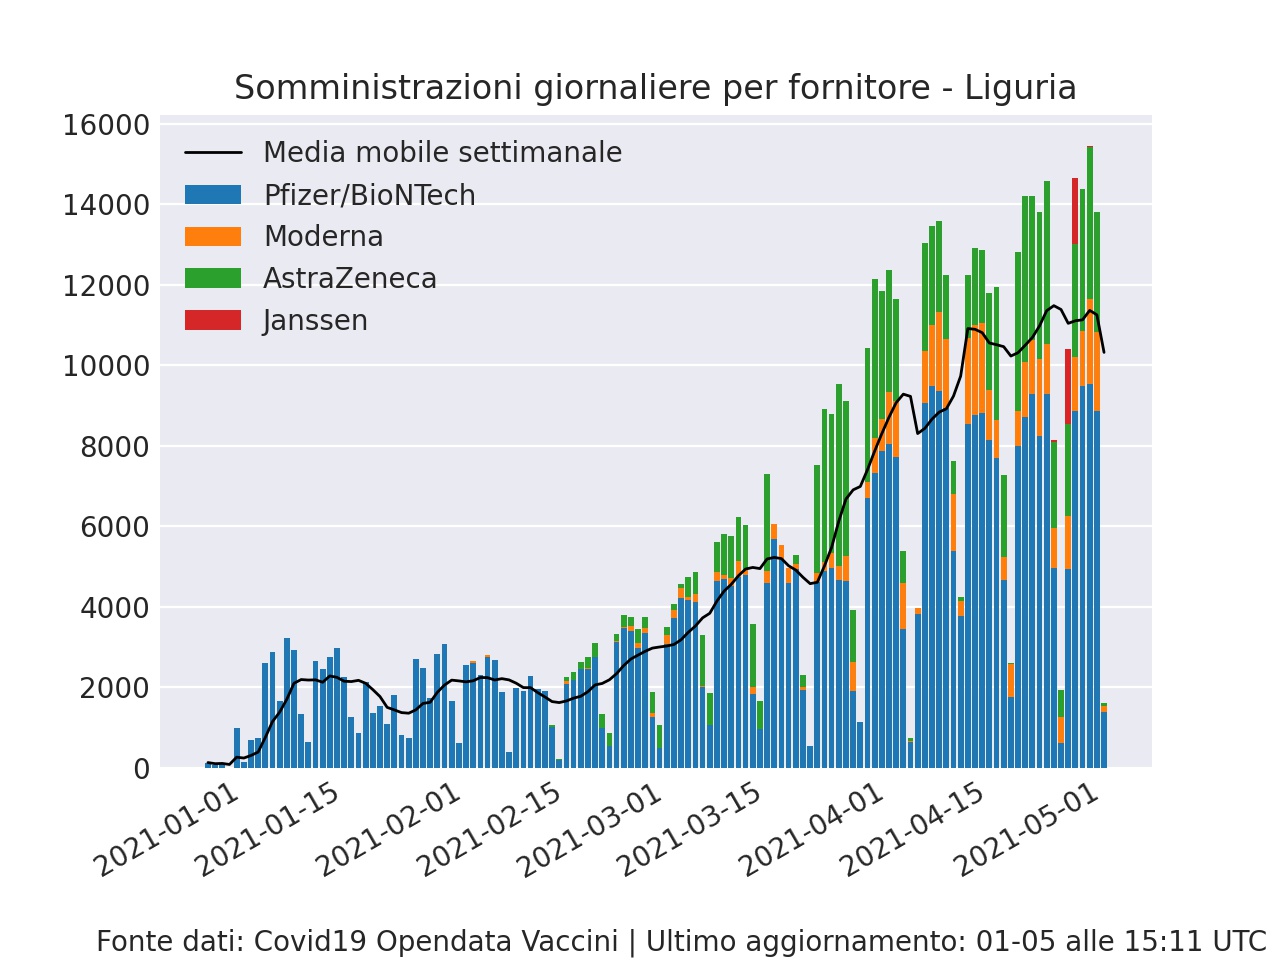 Somministrazioni giornaliere per fornitore - Liguria
16000
14000
12000
10000
8000
6000
4000
2000
0
Media mobile settimanale
Pfizer/BioNTech
Moderna
AstraZeneca
Janssen
2021-01-01
2021-01-15
2021-02-01
2021-02-15
2021-03-01
2021-03-15
2021-04-01
2021-04-15
2021-05-01
Fonte dati: Covid19 Opendata Vaccini | Ultimo aggiornamento: 01-05 alle 15:11 UTC